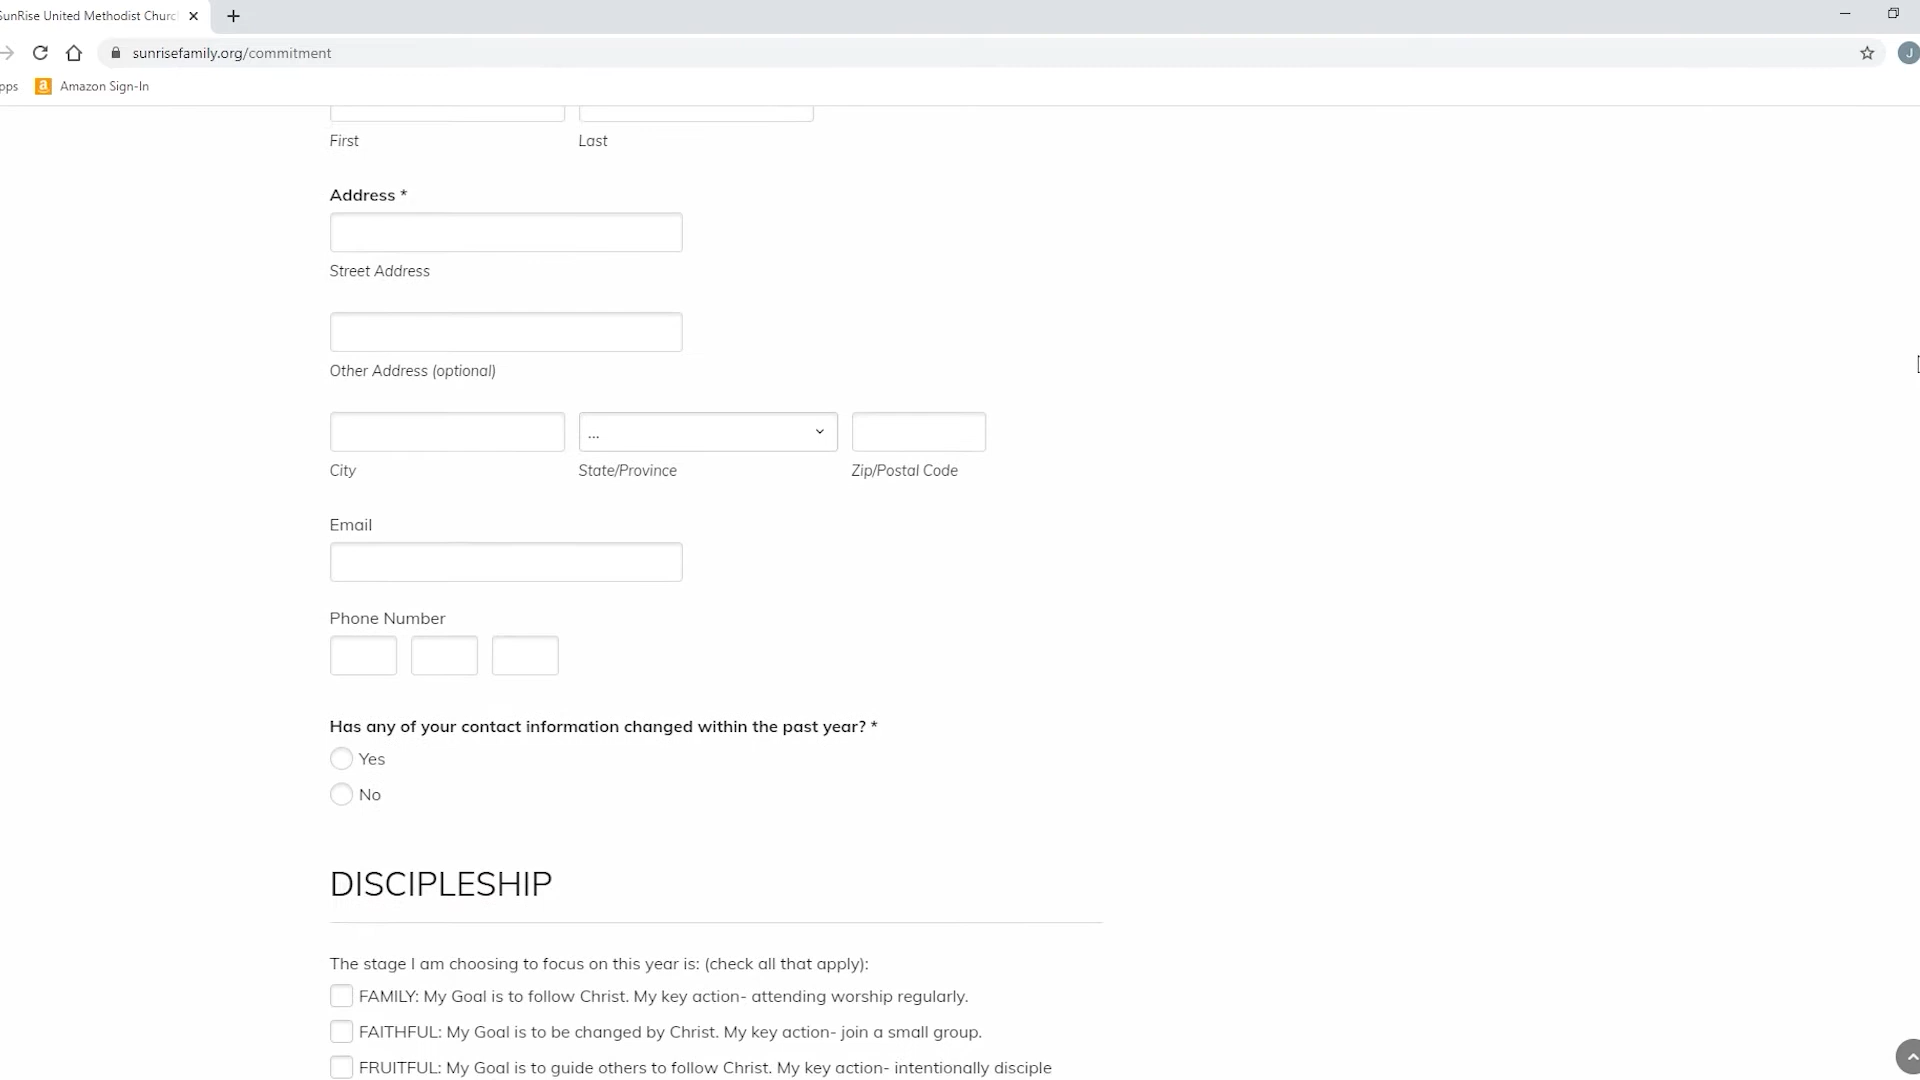 SunRise United Methodist Churc
sunrisefamily.org/commitment
J
pps
a
Amazon Sign-In
First
Last
Address *
Street Address
Other Address (optional)
...
City
State/Province
Zip/Postal Code
Email
Phone Number
Has any of your contact information changed within the past year? *
Yes
No
DISCIPLESHIP
The stage I am choosing to focus on this year is: (check all that apply):
FAMILY: My Goal is to follow Christ. My key action- attending worship regularly.
FAITHFUL: My Goal is to be changed by Christ. My key action- join a small group.
FRUITFUL: My Goal is to guide others to follow Christ. My key action- intentionally disciple